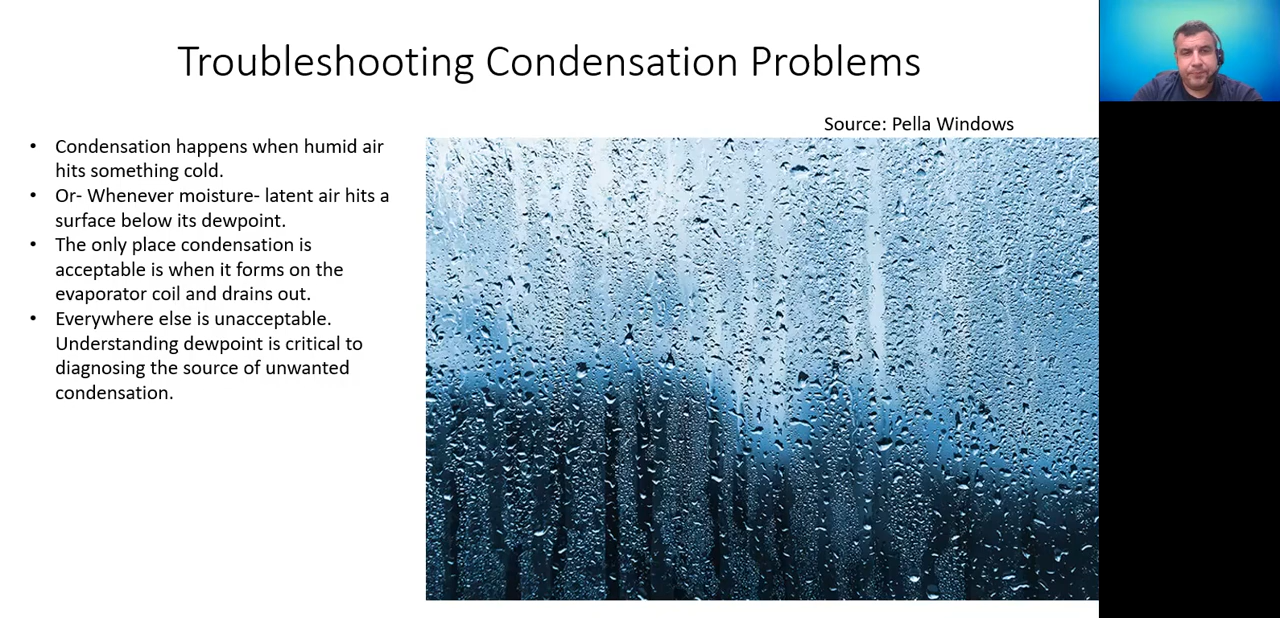 Troubleshooting Condensation Problems
Source: Pella Windows
• Condensation happens when humid air
hits something cold.
• Or- Whenever moisture- latent air hits a
surface below its dewpoint.
• The only place condensation is
acceptable is when it forms on the
evaporator coil and drains out.
• Everywhere else is unacceptable.
Understanding dewpoint is critical to
diagnosing the source of unwanted
condensation.